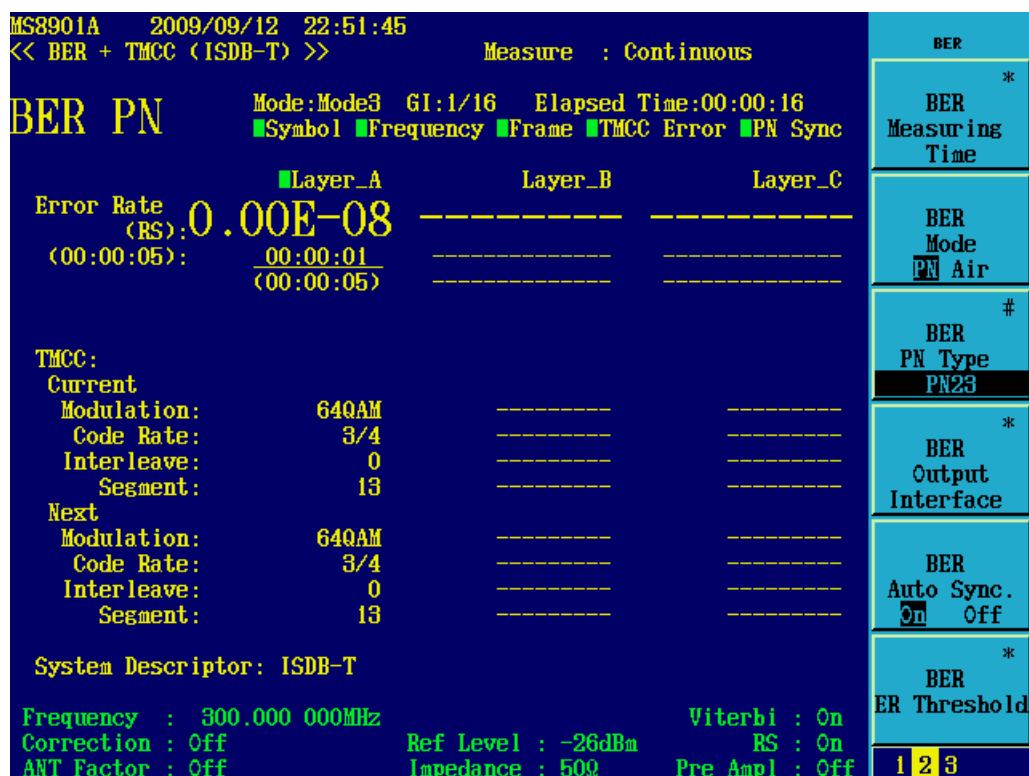 MS8901A 2009/09/12 22:51:45
<< BER + TMCC (ISDB-T) >> Measure : Continuous
BER PN
Mode:Mode3 GI:1/16 Elapsed Time:00:00:16
Symbol Frequency Frame TMCC Error PN Sync
Layer_A Layer_B Layer_C
Error Rate
(RS): 0.00E-08 --------- ---------
(00:00:05): 00:00:01 --------- ---------
(00:00:05) --------- ---------
TMCC:
Current
Modulation: 64QAM --------- ---------
Code Rate: 3/4 --------- ---------
Interleave: 0 --------- ---------
Segment: 13 --------- ---------
Next
Modulation: 64QAM --------- ---------
Code Rate: 3/4 --------- ---------
Interleave: 0 --------- ---------
Segment: 13 --------- ---------
System Descriptor: ISDB-T
Frequency : 300.000 000MHz Viterbi : On
Correction : Off Ref Level : -26dBm RS : On
ANT Factor : Off Impedance : 50Ω Pre Ampl : Off
BER
*
BER
Measuring
Time
BER
Mode
PN Air
#
BER
PN Type
PN23
*
BER
Output
Interface
BER
Auto Sync.
On Off
*
BER
ER Threshold
1 2 3